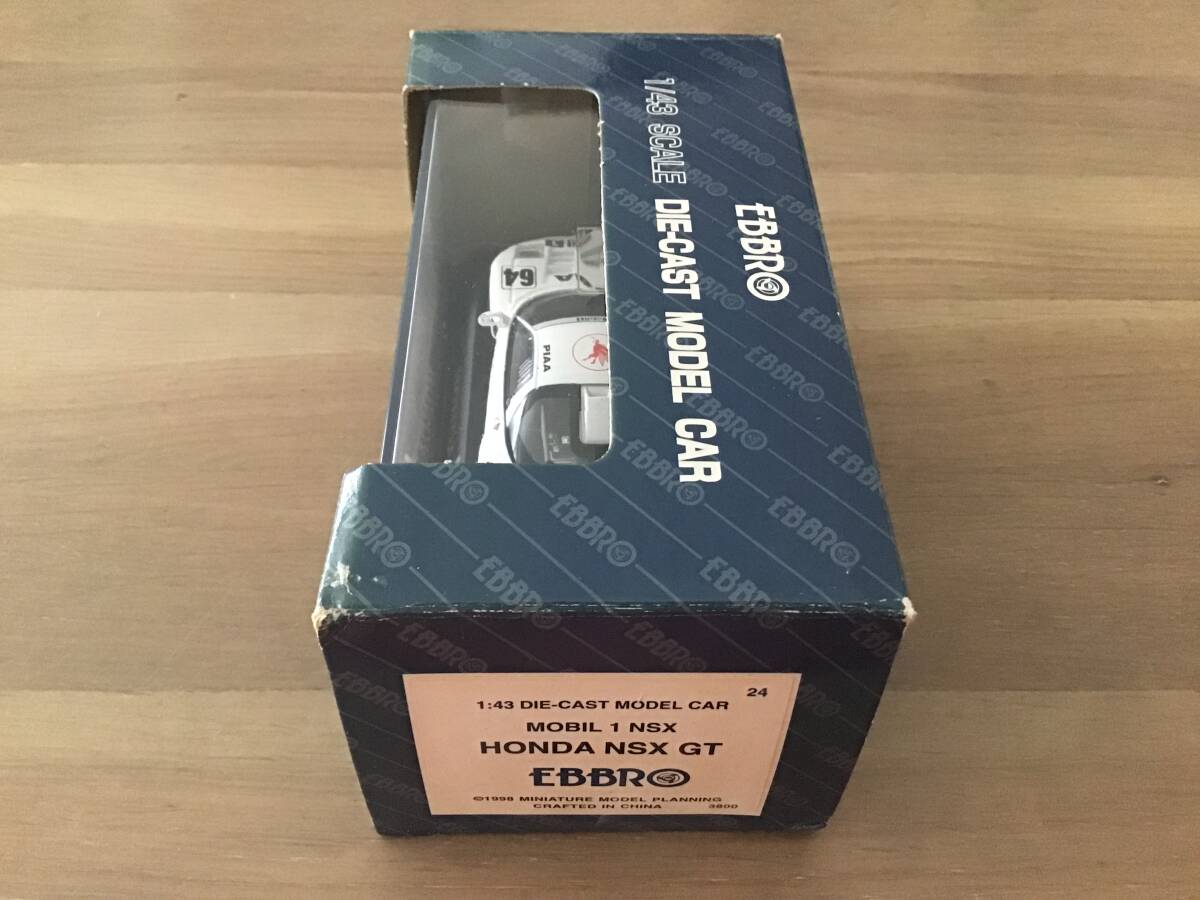 EBBRO
1/43 SCALE DIE-CAST MODEL CAR
64
PIAA
24
1:43 DIE-CAST MODEL CAR
MOBIL 1 NSX
HONDA NSX GT
EBBRO
©1998 MINIATURE MODEL PLANNING
CRAFTED IN CHINA 3800